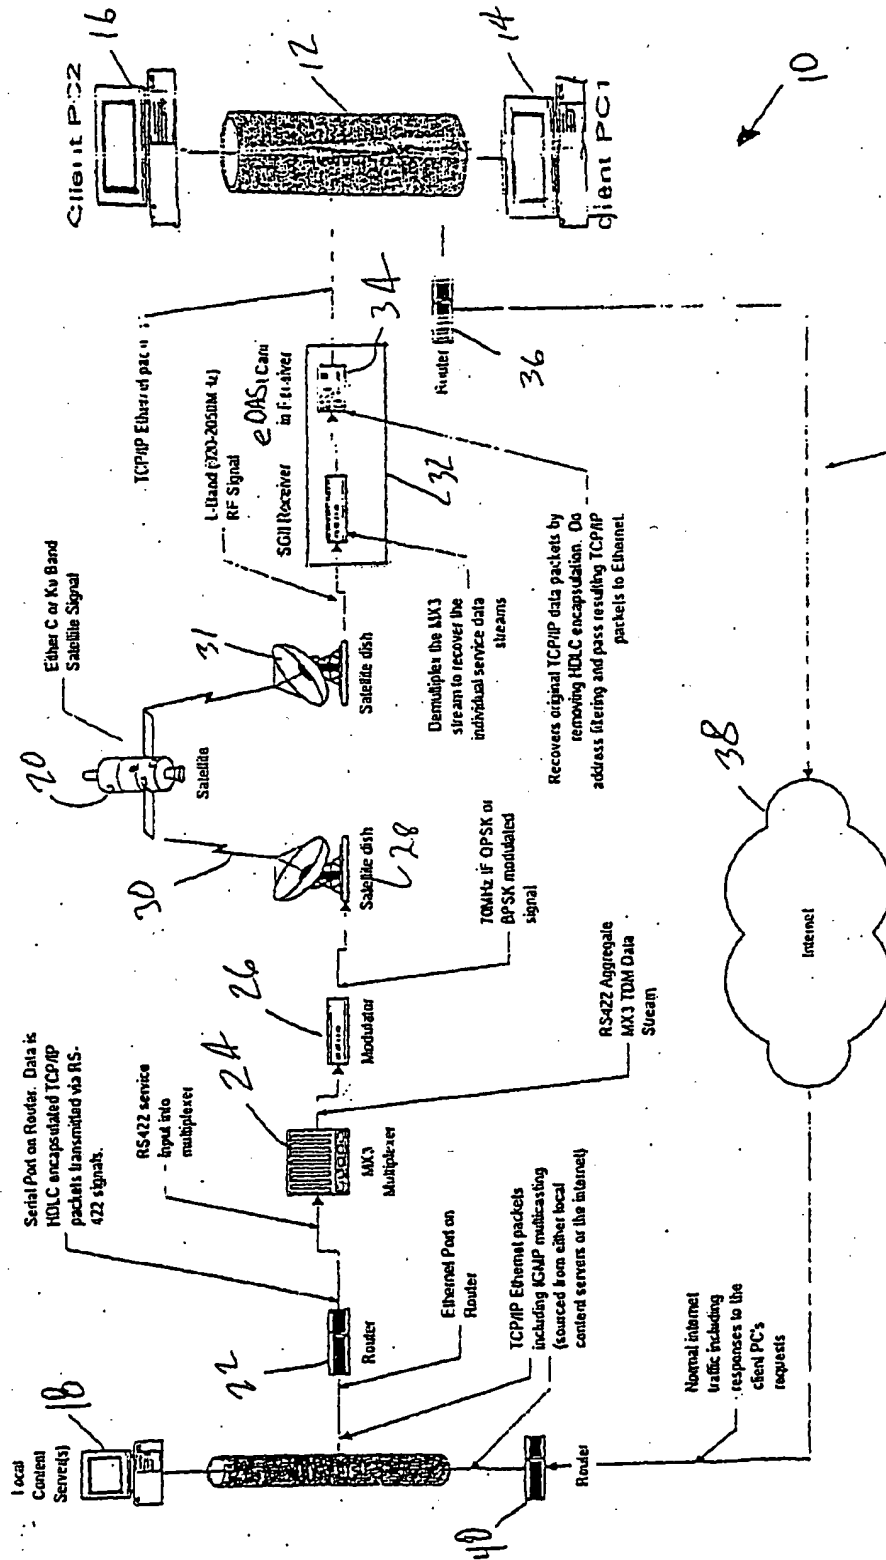 Local
Content
Server(s)
18
Serial Port on Router. Data is
HDLC encapsulated TCP/IP
packets transmitted via RS-
422 signals.
RS422 service
input into
multiplexer
22
Router
Ethernet Port on
Router
TCP/IP Ethernet packets
including IGMP multicasting
(sourced from either local
content servers or the internet)
24
MX3
Multiplexer
26
Modulator
RS422 Aggregate
MX3 TDM Data
Stream
70MHz IF QPSK or
BPSK modulated
signal
28
Satellite dish
30
20
Satellite
Either C or Ku Band
Satellite Signal
31
Satellite dish
L-Band (920-2050MHz)
RF Signal
TCP/IP Ethernet
SGII Receiver
eDAS Card
in Receiver
34
32
Demultiplex the MX3
stream to recover the
individual service data
streams
Recovers original TCP/IP data packets by
removing HDLC encapsulation. Do
address filtering and pass resulting TCP/IP
packets to Ethernet.
Router
36
Client PC2
16
12
Client PC1
14
10
40
Router
Normal internet
traffic including
responses to the
client PC's
requests
Internet
38